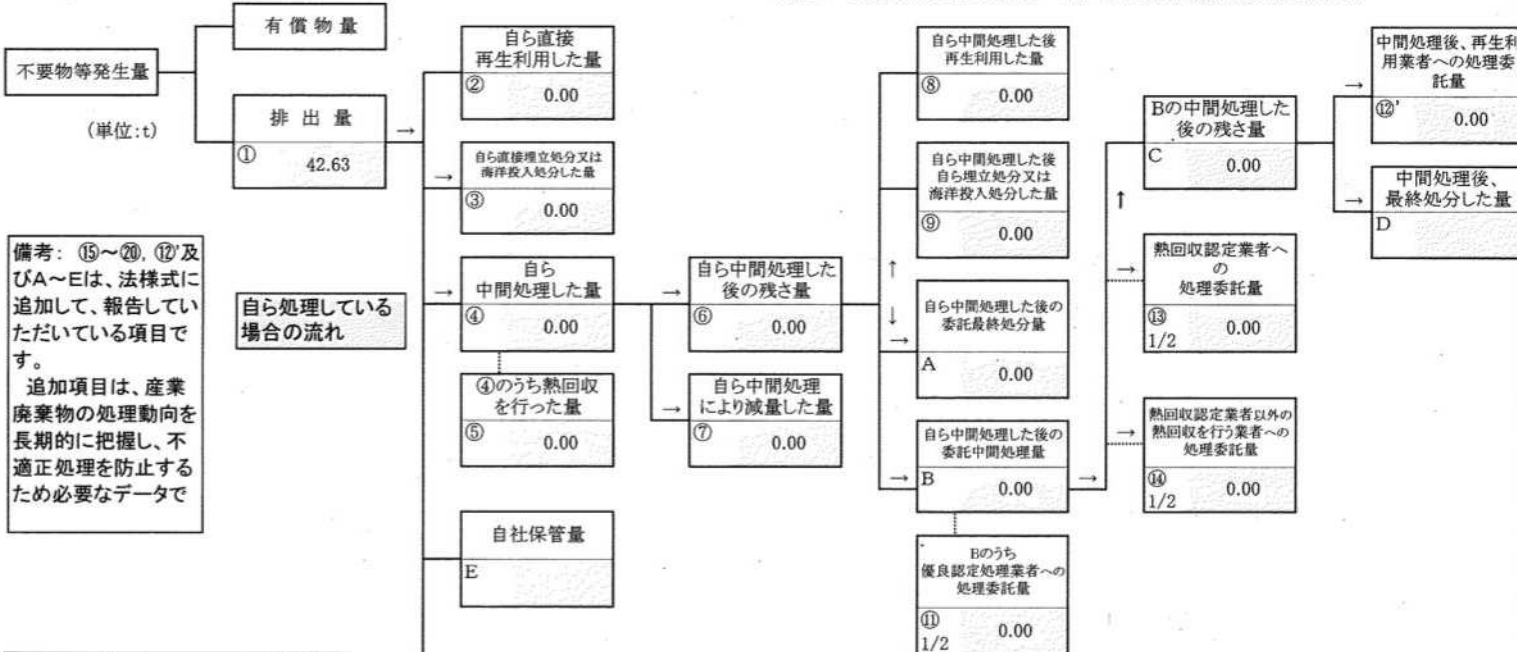 有償物量
不要物等発生量
(単位:t)
排出量
①
42.63
→
備考: ⑮~⑳, ⑫'及
びA~Eは、法様式に
追加して、報告してい
ただいている項目で
す。
追加項目は、産業
廃棄物の処理動向を
長期的に把握し、不
適正処理を防止する
ため必要なデータで
自ら処理している
場合の流れ
自ら直接
再生利用した量
②
0.00
→
自ら直接埋立処分又は
海洋投入処分した量
③
0.00
→
自ら
中間処理した量
④
0.00
④のうち熱回収
を行った量
⑤
0.00
自社保管量
E
→
自ら中間処理した
後の残さ量
⑥
0.00
→
自ら中間処理
により減量した量
⑦
0.00
自ら中間処理した後
再生利用した量
⑧
0.00
自ら中間処理した後
自ら埋立処分又は
海洋投入処分した量
⑨
0.00
↑
↓
→
自ら中間処理した後の
委託最終処分量
A
0.00
→
自ら中間処理した後の
委託中間処理量
B
0.00
→
Bのうち
優良認定処理業者への
処理委託量
⑪
1/2
0.00
Bの中間処理した
後の残さ量
C
0.00
↑
→
熱回収認定業者へ
の
処理委託量
⑬
1/2
0.00
→
熱回収認定業者以外の
熱回収を行う業者への
処理委託量
⑭
1/2
0.00
→
中間処理後、再生利
用業者への処理委
託量
⑫'
0.00
→
中間処理後、
最終処分した量
D